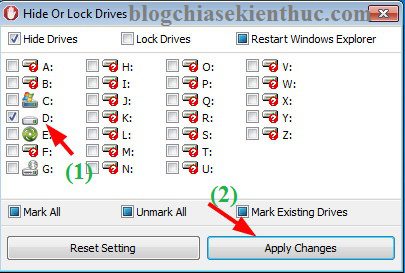 Hide Or Lock Drives
blogchiasekienthuc.com
Hide Drives Lock Drives Restart Windows Explorer
A: H: O: V:
B: I: P: W:
C: J: Q: X:
D: K: R: Y:
E: L: S: Z:
F: M: T:
G: N: U:
(1)
(2)
Mark All Unmark All Mark Existing Drives
Reset Setting Apply Changes